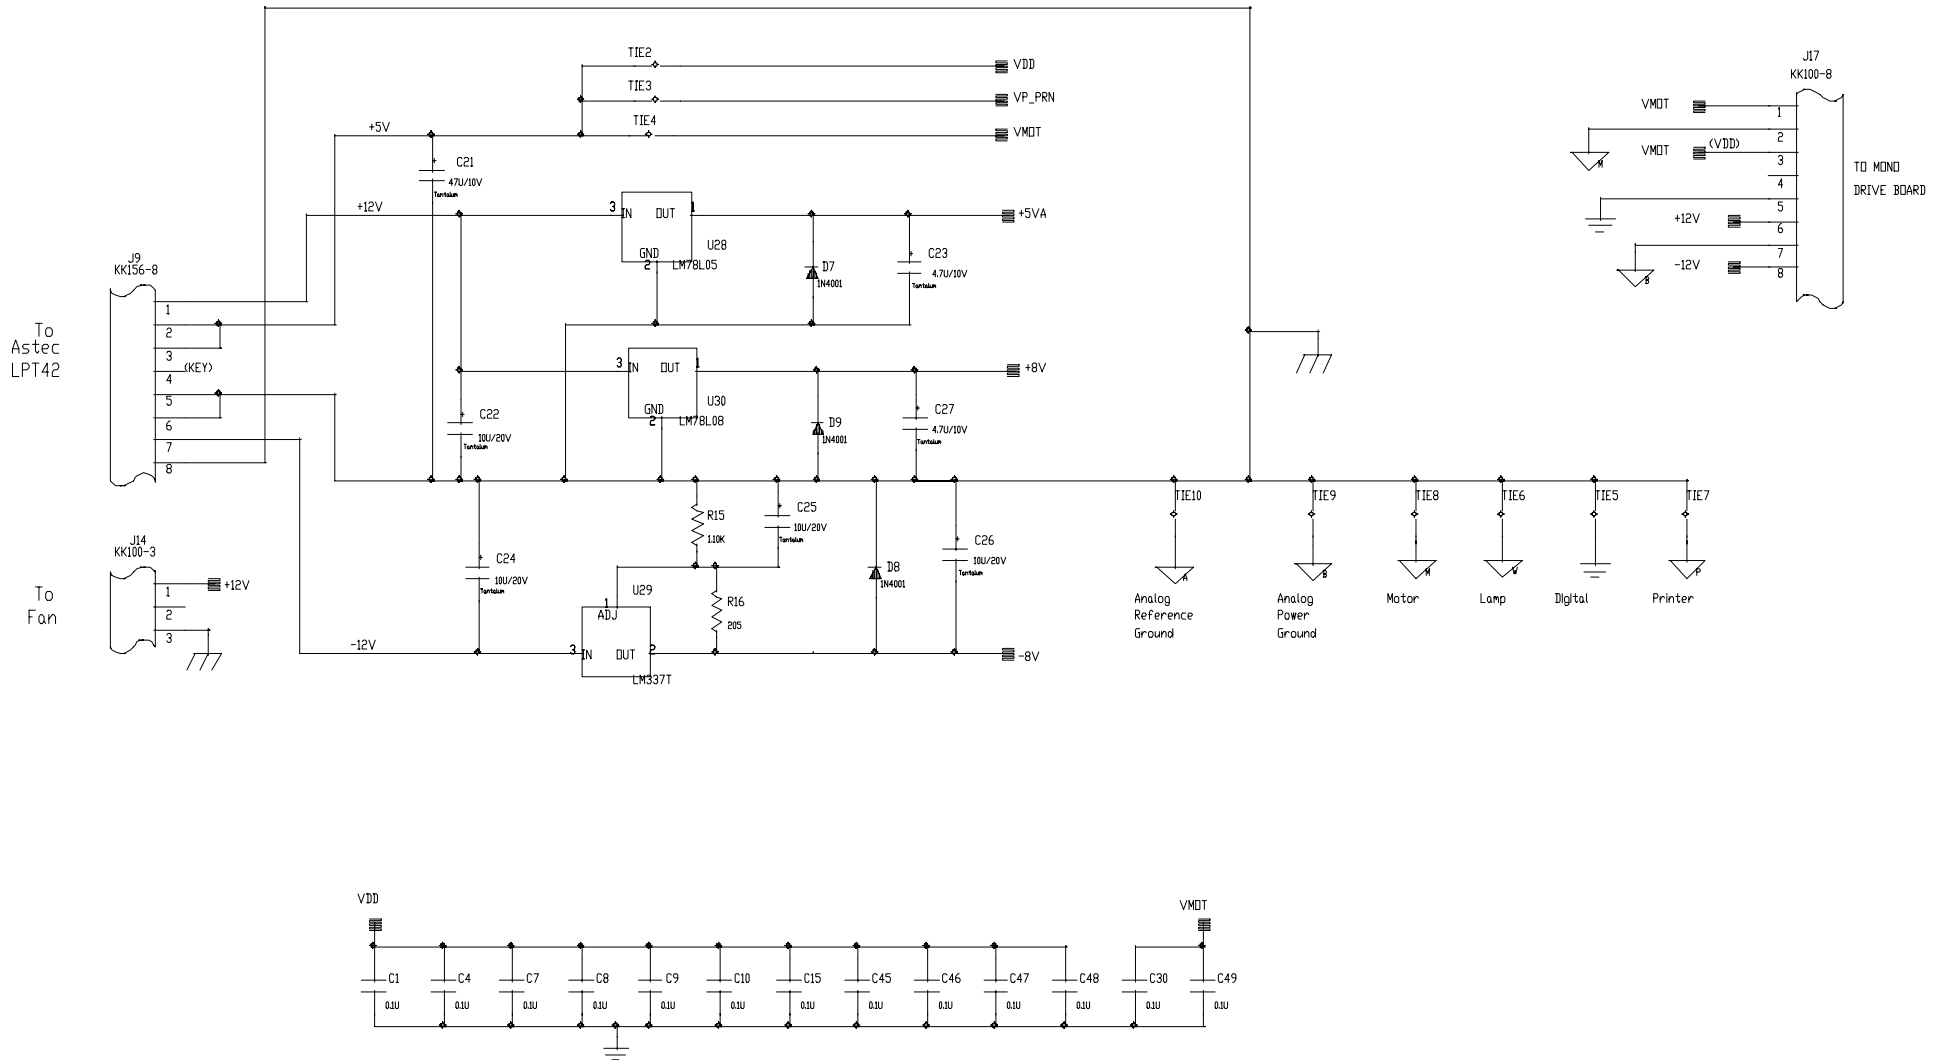 TIE2
VDD
TIE3
VP_PRN
TIE4
+5V
VMOT
C21
47U/10V
Tantalum
+12V
3
IN
OUT
1
+5VA
GND
2
U28
LM78L05
D7
1N4001
C23
4.7U/10V
Tantalum
J9
KK156-8
To
Astec
LPT42
1
2
3
(KEY)
4
5
6
7
8
3
IN
OUT
1
+8V
GND
2
U30
LM78L08
D9
1N4001
C27
4.7U/10V
Tantalum
C22
10U/20V
Tantalum
R15
1.10K
C25
10U/20V
Tantalum
C24
10U/20V
Tantalum
C26
10U/20V
Tantalum
D8
1N4001
U29
1
ADJ
R16
205
-12V
3
IN
OUT
2
-8V
LM337T
J14
KK100-3
To
Fan
1
+12V
2
3
TIE10
TIE9
TIE8
TIE6
TIE5
TIE7
A
B
M
W
P
Analog
Reference
Ground
Analog
Power
Ground
Motor
Lamp
Digital
Printer
J17
KK100-8
VMOT
1
2
M
VMOT
(VDD)
3
4
5
+12V
6
7
-12V
8
B
TO MONO
DRIVE BOARD
VDD
VMOT
C1
C4
C7
C8
C9
C10
C15
C45
C46
C47
C48
C30
C49
0.1U
0.1U
0.1U
0.1U
0.1U
0.1U
0.1U
0.1U
0.1U
0.1U
0.1U
0.1U
0.1U